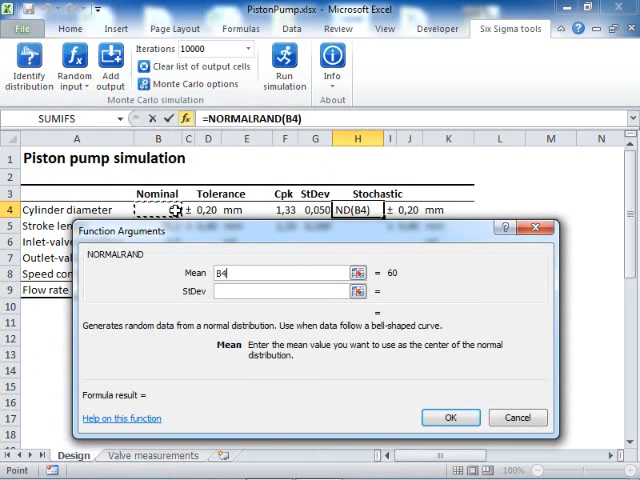 PistonPump.xlsx - Microsoft Excel
File Home Insert Page Layout Formulas Data Review View Developer Six Sigma tools
Identify distribution
Random input
Add output
Iterations 10000
Clear list of output cells
Monte Carlo options
Run simulation
Info
Monte Carlo simulation About
SUMIFS =NORMALRAND(B4)
A B C D E F G H I J K L M N
1 Piston pump simulation
2
3 Nominal Tolerance Cpk StDev Stochastic
4 Cylinder diameter ± 0,20 mm 1,33 0,050 ND(B4) ± 0,20 mm
5 Stroke len
6 Inlet-valve
7 Outlet-val
8 Speed con
9 Flow rate
10
11
12
13
14
15
16
17
18
Function Arguments
NORMALRAND
Mean B4 = 60
StDev =
=
Generates random data from a normal distribution. Use when data follow a bell-shaped curve.
Mean Enter the mean value you want to use as the center of the normal
distribution.
Formula result =
Help on this function
OK Cancel
Design Valve measurements
Point 100%